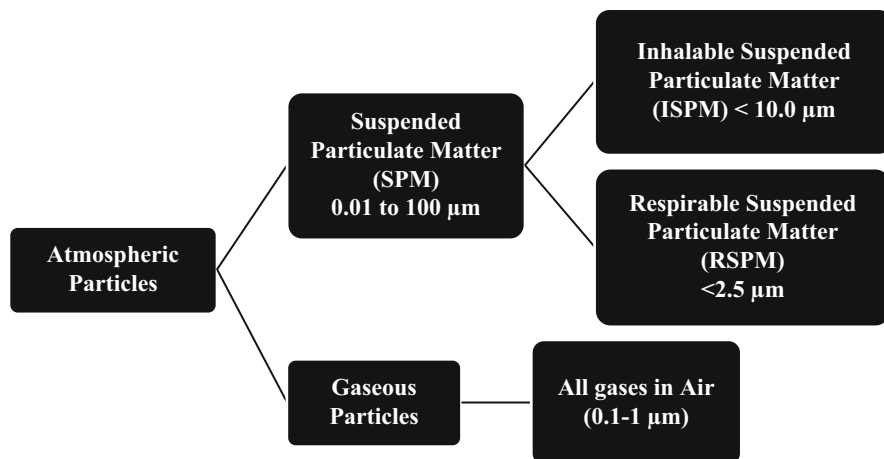 Atmospheric
Particles
Suspended
Particulate Matter
(SPM)
0.01 to 100 µm
Inhalable Suspended
Particulate Matter
(ISPM) < 10.0 µm
Respirable Suspended
Particulate Matter
(RSPM)
<2.5 µm
Gaseous
Particles
All gases in Air
(0.1-1 µm)